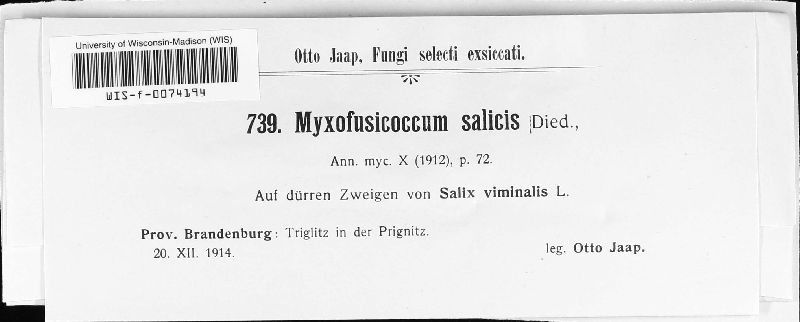 University of Wisconsin-Madison (WIS)
WIS-f-0074194
Otto Jaap, Fungi selecti exsiccati.
739. Myxofusicoccum salicis Died.,
Ann. myc. X (1912), p. 72.
Auf dürren Zweigen von Salix viminalis L.
Prov. Brandenburg: Triglitz in der Prignitz.
20. XII. 1914.
leg. Otto Jaap.